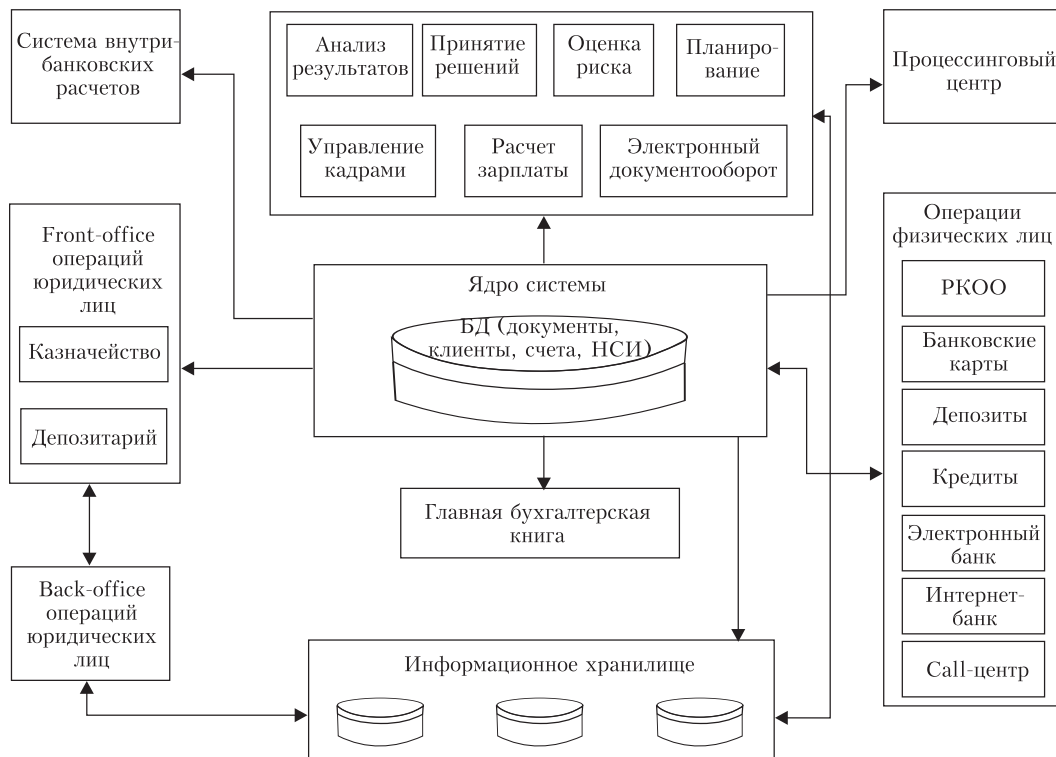 Система внутри-
банковских
расчетов
Анализ
результатов
Принятие
решений
Оценка
риска
Планиро-
вание
Управление
кадрами
Расчет
зарплаты
Электронный
документооборот
Процессинговый
центр
Front-office
операций
юридических
лиц
Казначейство
Депозитарий
Ядро системы
БД (документы,
клиенты, счета, НСИ)
Операции
физических лиц
РКОО
Банковские
карты
Депозиты
Кредиты
Электронный
банк
Интернет-
банк
Call-центр
Главная бухгалтерская
книга
Back-office
операций
юридических
лиц
Информационное хранилище